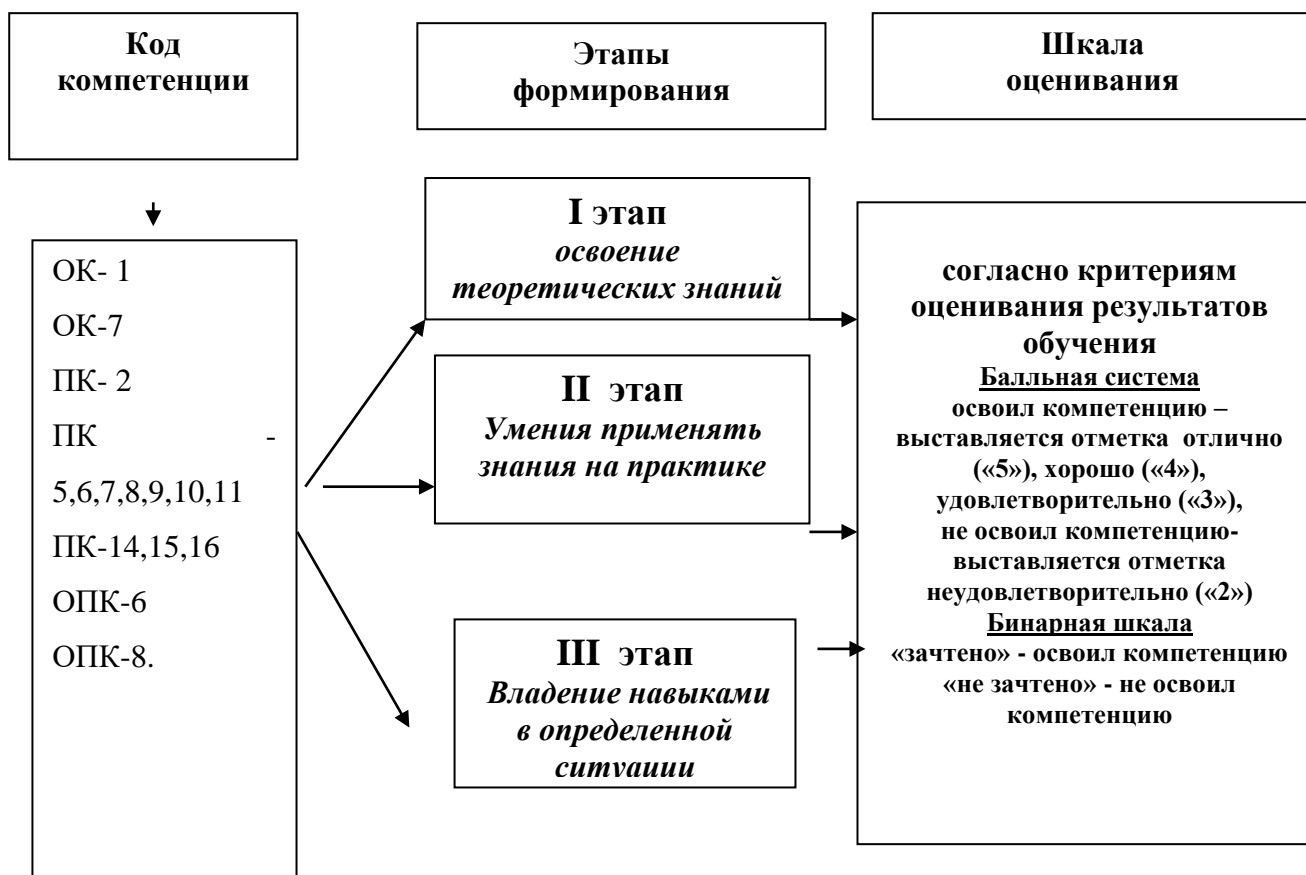 Код
компетенции
Этапы
формирования
Шкала
оценивания
ОК- 1
ОК-7
ПК- 2
ПК -
5,6,7,8,9,10,11
ПК-14,15,16
ОПК-6
ОПК-8.
I этап
освоение
теоретических знаний
II этап
Умения применять
знания на практике
III этап
Владение навыками
в определенной
ситуации
согласно критериям
оценивания результатов
обучения
Балльная система
освоил компетенцию –
выставляется отметка отлично
(«5»), хорошо («4»),
удовлетворительно («3»),
не освоил компетенцию-
выставляется отметка
неудовлетворительно («2»)
Бинарная шкала
«зачтено» - освоил компетенцию
«не зачтено» - не освоил
компетенцию